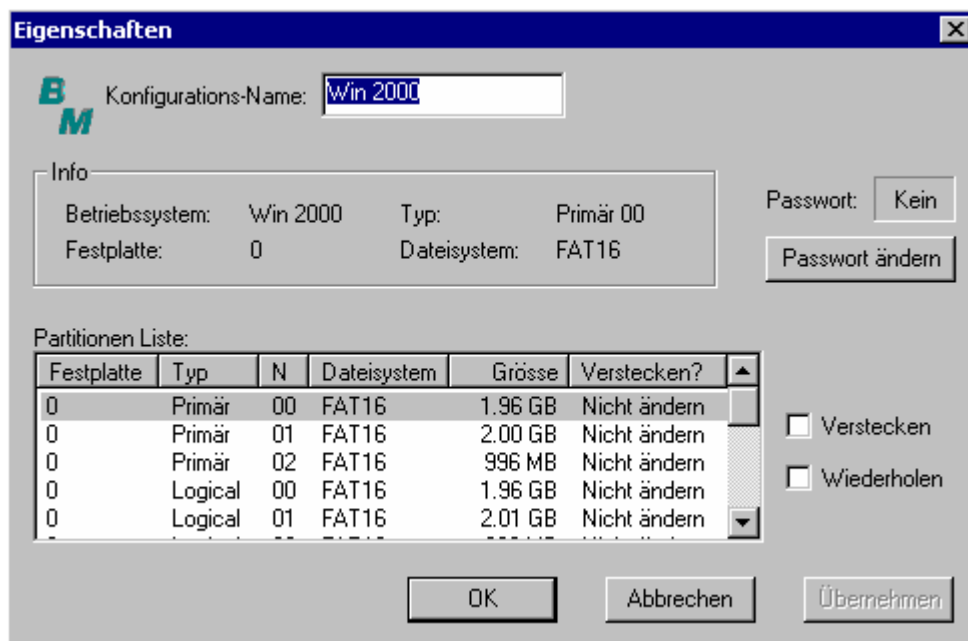 Eigenschaften
B M
Konfigurations-Name: Win 2000
Info
Betriebssystem: Win 2000 Typ: Primär 00
Festplatte: 0 Dateisystem: FAT16
Passwort: Kein
Passwort ändern
Partitionen Liste:
Festplatte Typ N Dateisystem Grösse Verstecken?
0 Primär 00 FAT16 1.96 GB Nicht ändern
0 Primär 01 FAT16 2.00 GB Nicht ändern
0 Primär 02 FAT16 996 MB Nicht ändern
0 Logical 00 FAT16 1.96 GB Nicht ändern
0 Logical 01 FAT16 2.01 GB Nicht ändern
Verstecken
Wiederholen
OK Abbrechen Übernehmen